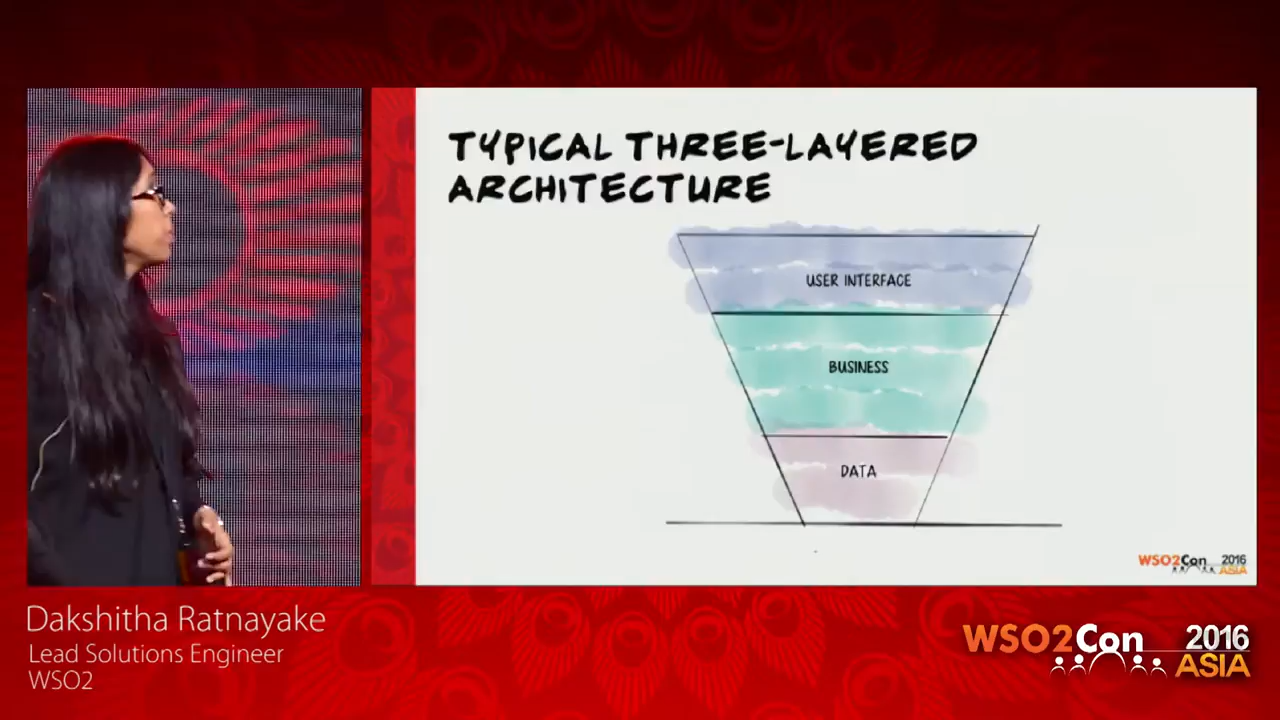 TYPICAL THREE-LAYERED
ARCHITECTURE
USER INTERFACE
BUSINESS
DATA
WSO2Con 2016
ASIA
Dakshitha Ratnayake
Lead Solutions Engineer
WSO2
WSO2Con 2016
ASIA